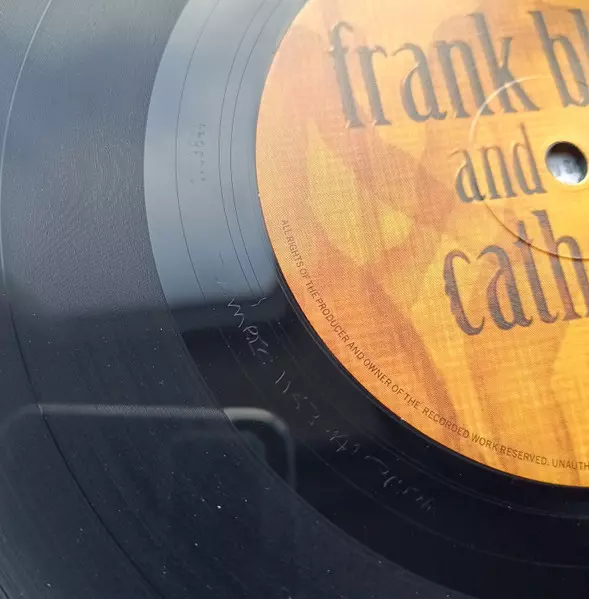 frank bl
and
cath
ALL RIGHTS OF THE PRODUCER AND OWNER OF THE RECORDED WORK RESERVED. UNAUTH